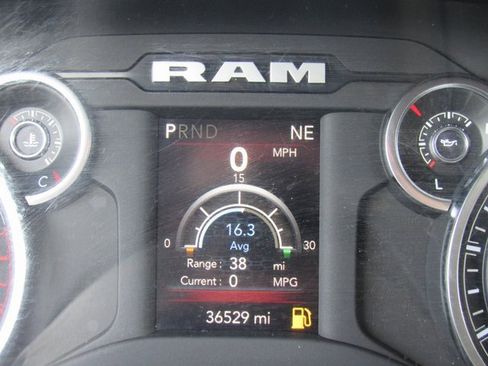 RAM
PRND NE
0 MPH
15
16.3
0 Avg 30
Range : 38 mi
Current : 0 MPG
36529 mi
C
L